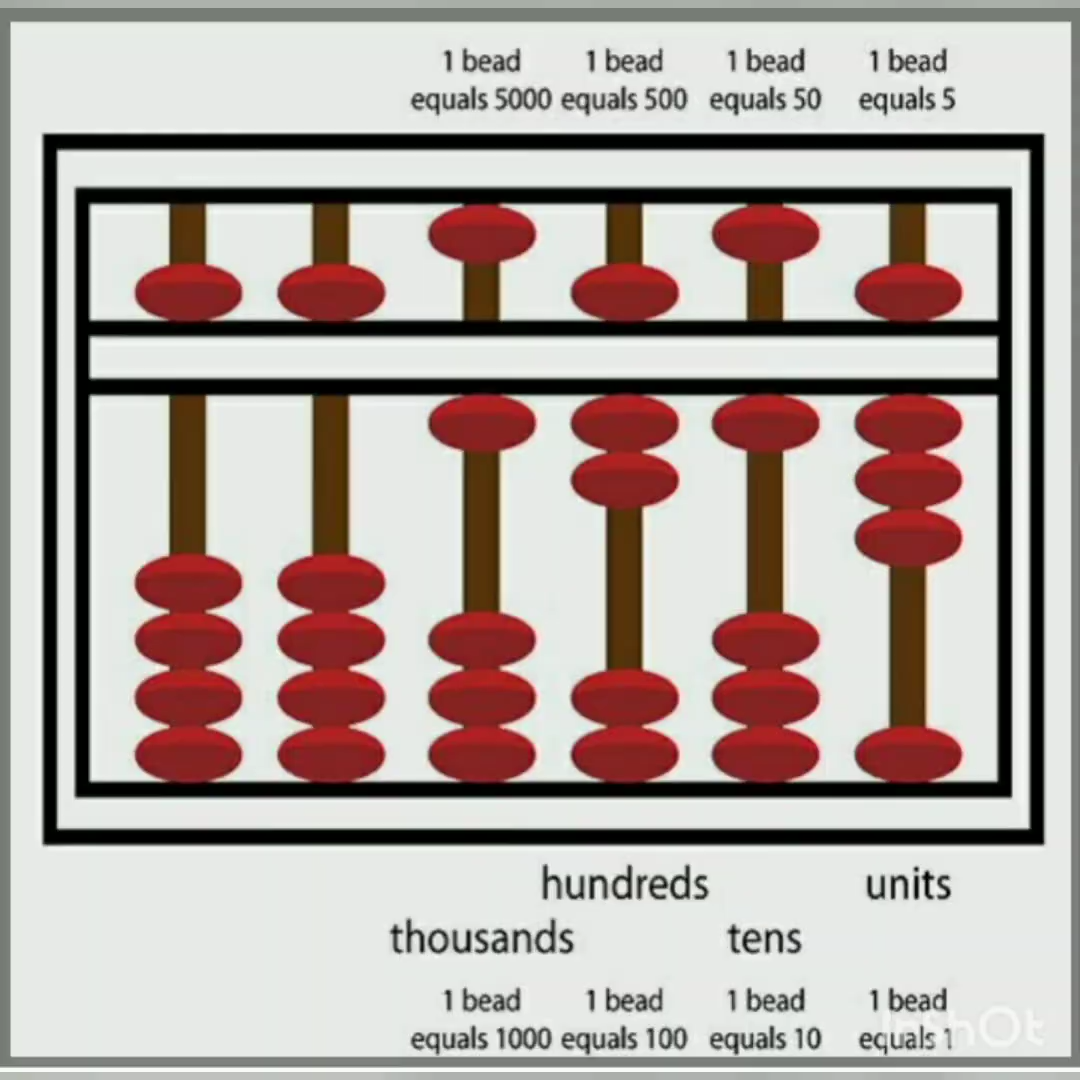 1 bead 1 bead 1 bead 1 bead
equals 5000 equals 500 equals 50 equals 5
hundreds units
thousands tens
1 bead 1 bead 1 bead 1 bead
equals 1000 equals 100 equals 10 equals 1
InShOt